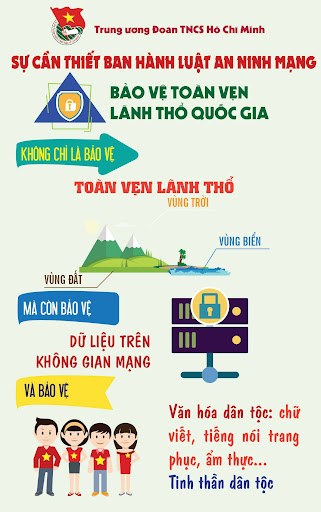 Trung ương Đoàn TNCS Hồ Chí Minh
SỰ CẦN THIẾT BAN HÀNH LUẬT AN NINH MẠNG
BẢO VỆ TOÀN VẸN
LÃNH THỔ QUỐC GIA
KHÔNG CHỈ LÀ BẢO VỆ
TOÀN VẸN LÃNH THỔ
VÙNG TRỜI
VÙNG BIỂN
VÙNG ĐẤT
MÀ CÒN BẢO VỆ
DỮ LIỆU TRÊN
KHÔNG GIAN MẠNG
VÀ BẢO VỆ
Văn hóa dân tộc: chữ
viết, tiếng nói trang
phục, ẩm thực...
Tinh thần dân tộc